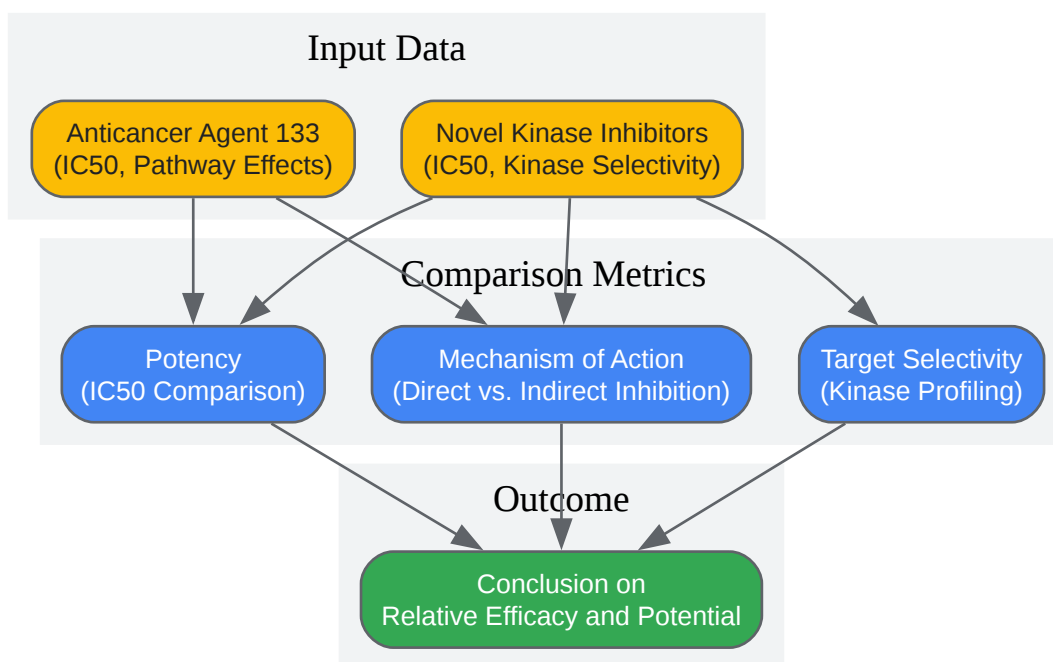 Input Data
Anticancer Agent 133
(IC50, Pathway Effects)
Novel Kinase Inhibitors
(IC50, Kinase Selectivity)
Comparison Metrics
Potency
(IC50 Comparison)
Mechanism of Action
(Direct vs. Indirect Inhibition)
Target Selectivity
(Kinase Profiling)
Outcome
Conclusion on
Relative Efficacy and Potential